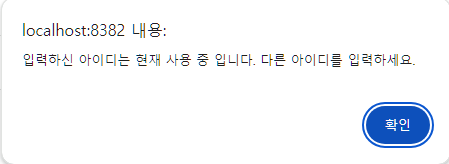 localhost:8382 내용:
입력하신 아이디는 현재 사용 중 입니다. 다른 아이디를 입력하세요.
확인